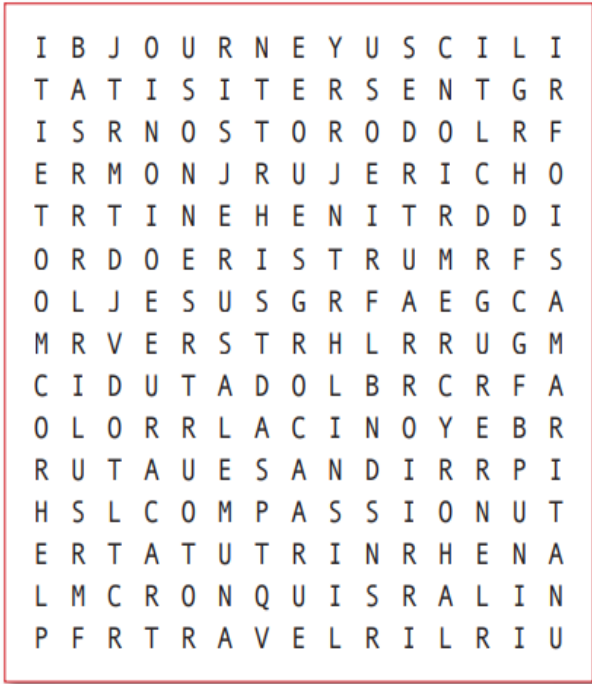 I B J O U R N E Y U S C I L I
T A T I S I T E R S E N T G R
I S R N O S T O R O D O L R F
E R M O N J R U J E R I C H O
T R T I N E H E N I T R D D I
O R D O E R I S T R U M R F S
O L J E S U S G R F A E G C A
M R V E R S T R H L R R U G M
C I D U T A D O L B R C R F A
O L O R R L A C I N O Y E B R
R U T A U E S A N D I R R P I
H S L C O M P A S S I O N U T
E R T A T U T R I N R H E N A
L M C R O N Q U I S R A L I N
P F R T R A V E L R I L R I U